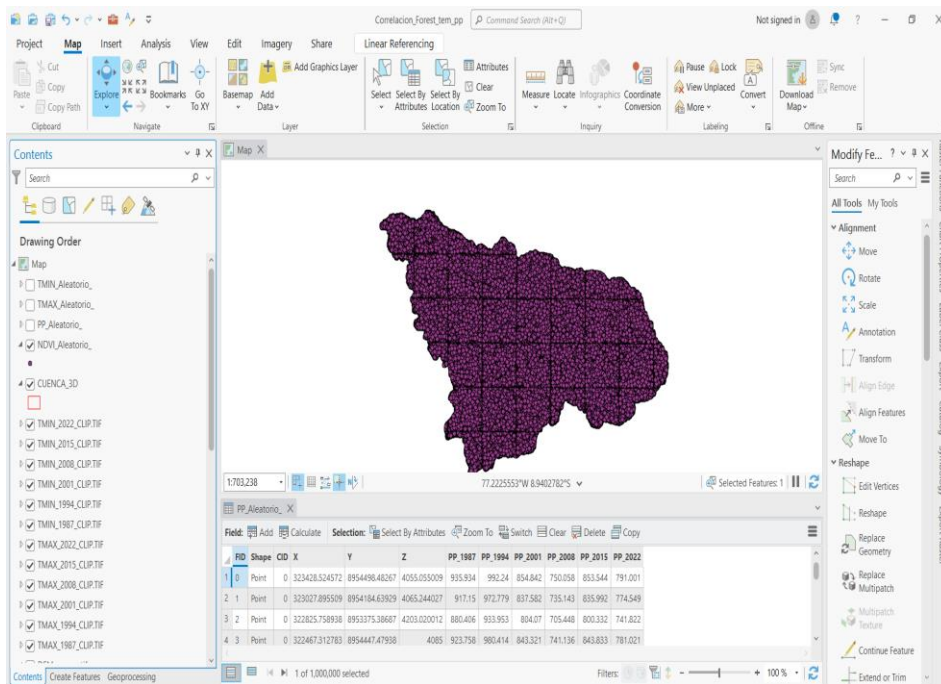 Correlacion_Forest_tem_pp
Command Search (Alt+Q)
Not signed in
Project Map Insert Analysis View Edit Imagery Share Linear Referencing
Cut
Copy
Copy Path
Paste
Clipboard
Explore
Bookmarks
Go To XY
Navigate
Basemap
Add Data
Add Graphics Layer
Layer
Select
Select By Attributes
Select By Location
Attributes
Clear
Zoom To
Selection
Measure
Locate
Infographics
Coordinate Conversion
Inquiry
Pause Lock
View Unplaced
More
Convert
Labeling
Download Map
Sync
Remove
Offline
Contents
Search
Drawing Order
Map
TMIN_Aleatorio_
TMAX_Aleatorio_
PP_Aleatorio_
NDVI_Aleatorio_
CUENCA_3D
TMIN_2022_CLIP.TIF
TMIN_2015_CLIP.TIF
TMIN_2008_CLIP.TIF
TMIN_2001_CLIP.TIF
TMIN_1994_CLIP.TIF
TMIN_1987_CLIP.TIF
TMAX_2022_CLIP.TIF
TMAX_2015_CLIP.TIF
TMAX_2008_CLIP.TIF
TMAX_2001_CLIP.TIF
TMAX_1994_CLIP.TIF
TMAX_1987_CLIP.TIF
Contents Create Features Geoprocessing
Map
1:703,238
77.2225553°W 8.9402782°S
Selected Features: 1
PP_Aleatorio_
Field: Add Calculate Selection: Select By Attributes Zoom To Switch Clear Delete Copy
FID Shape CID X Y Z PP_1987 PP_1994 PP_2001 PP_2008 PP_2015 PP_2022
1 0 Point 0 323428.524572 8954498.48267 4055.055009 935.934 992.24 854.842 750.058 853.544 791.001
2 1 Point 0 323027.895509 8954184.63929 4065.244027 917.15 972.779 837.582 735.143 835.992 774.549
3 2 Point 0 322825.758938 8953375.38687 4203.020012 880.406 933.953 804.07 705.448 800.332 741.822
4 3 Point 0 322467.312783 8954447.47938 4085 923.758 980.414 843.321 741.136 843.833 781.021
1 of 1,000,000 selected
Filters:
100 %
Modify Fe...
Search
All Tools My Tools
Alignment
Move
Rotate
Scale
Annotation
Transform
Align Edge
Align Features
Move To
Reshape
Edit Vertices
Reshape
Replace Geometry
Replace Multipatch
Multipatch Texture
Continue Feature
Extend or Trim